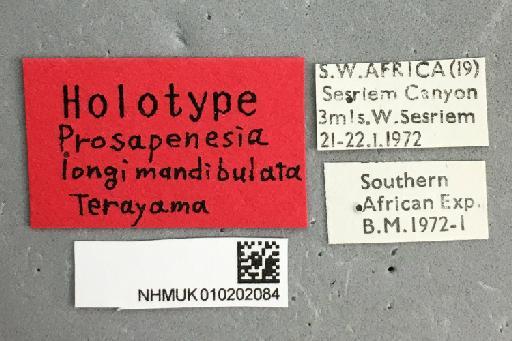 Holotype
Prosapenesia
longimandibulata
Terayama
S.W.AFRICA(19)
Sesriem Canyon
3mls.W.Sesriem
21-22.1.1972
Southern
African Exp.
B.M.1972-1
NHMUK010202084